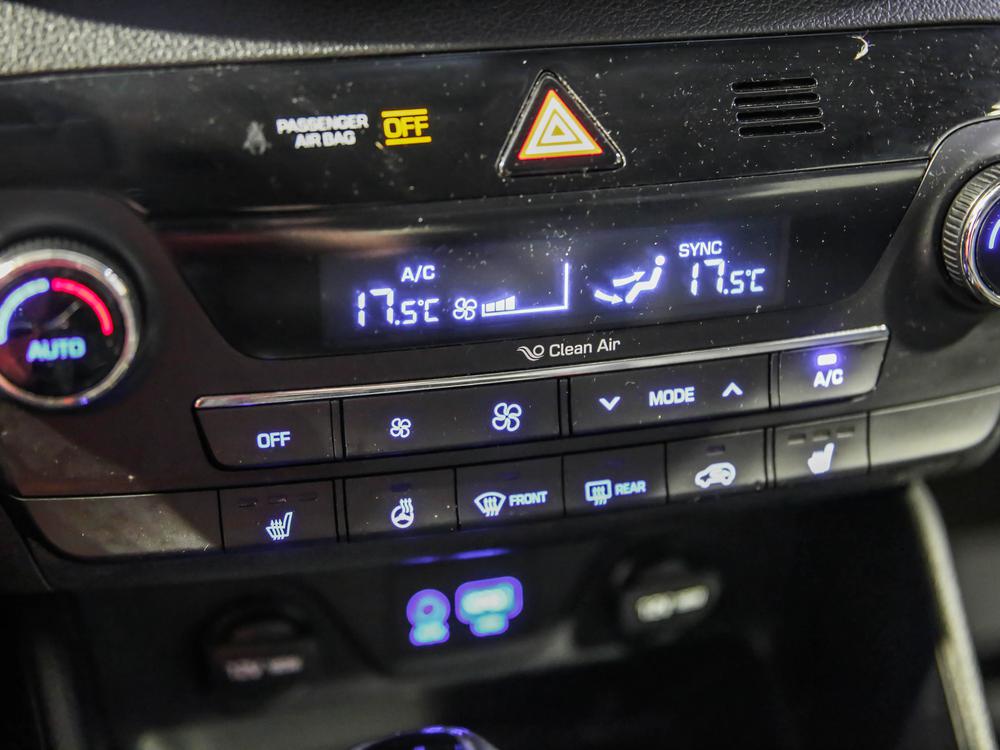 PASSENGER
AIR BAG
OFF
A/C
17.5°C
SYNC
17.5°C
AUTO
Clean Air
OFF
MODE
A/C
FRONT
REAR